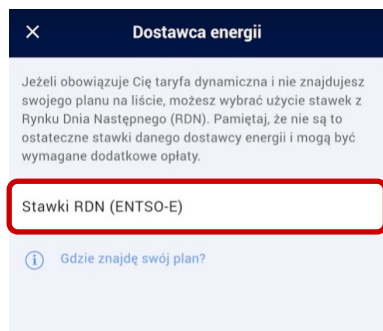 Dostawca energii
Jeżeli obowiązuje Cię taryfa dynamiczna i nie znajdujesz
swojego planu na liście, możesz wybrać użycie stawek z
Rynku Dnia Następnego (RDN). Pamiętaj, że nie są to
ostateczne stawki danego dostawcy energii i mogą być
wymagane dodatkowe opłaty.
Stawki RDN (ENTSO-E)
Gdzie znajdę swój plan?